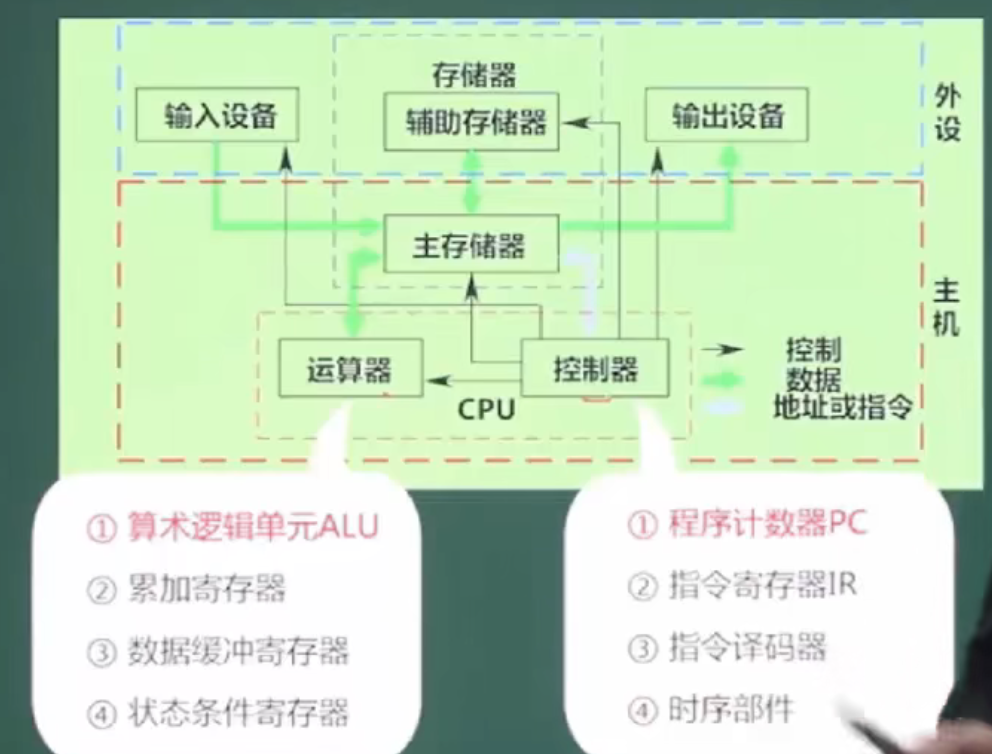 存储器
输入设备
辅助存储器
输出设备
外设
主存储器
主机
运算器
控制器
CPU
控制
数据
地址或指令
① 算术逻辑单元ALU
② 累加寄存器
③ 数据缓冲寄存器
④ 状态条件寄存器
① 程序计数器PC
② 指令寄存器IR
③ 指令译码器
④ 时序部件